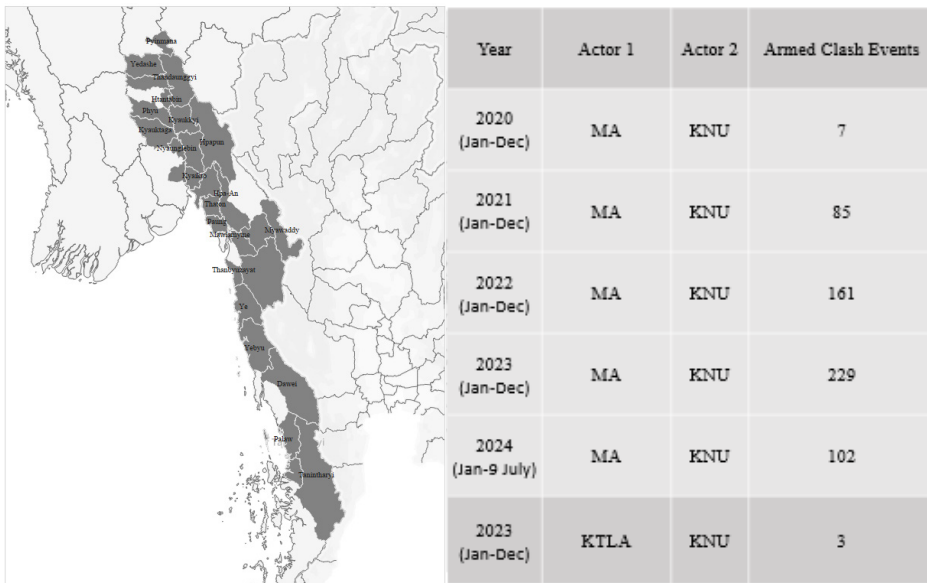 Pyinmana
Yedashe
Thandaunggyi
Htantabin
Phyu
Kyaukkyi
Kyauktaga
Hpapun
Nyaunglebin
Kyaikto
Hpa-An
Thaton
Paung
Myawaddy
Mawlamyine
Thanbyuzayat
Ye
Yebyu
Dawei
Palaw
Tanintharyi
Year Actor 1 Actor 2 Armed Clash Events
2020
(Jan-Dec) MA KNU 7
2021
(Jan-Dec) MA KNU 85
2022
(Jan-Dec) MA KNU 161
2023
(Jan-Dec) MA KNU 229
2024
(Jan-9 July) MA KNU 102
2023
(Jan-Dec) KTLA KNU 3